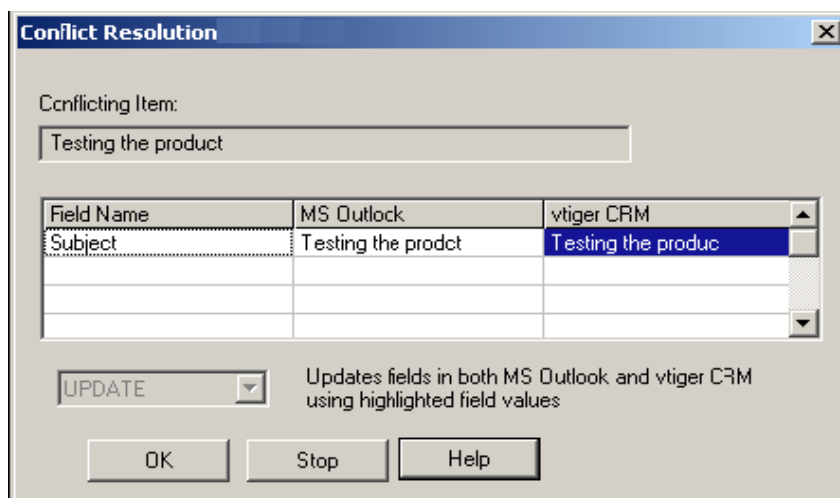 Conflict Resolution
Conflicting Item:
Testing the product
Field Name MS Outlock vtiger CRM
Subject Testing the prodct Testing the produc
UPDATE
Updates fields in both MS Outlook and vtiger CRM
using highlighted field values
OK Stop Help